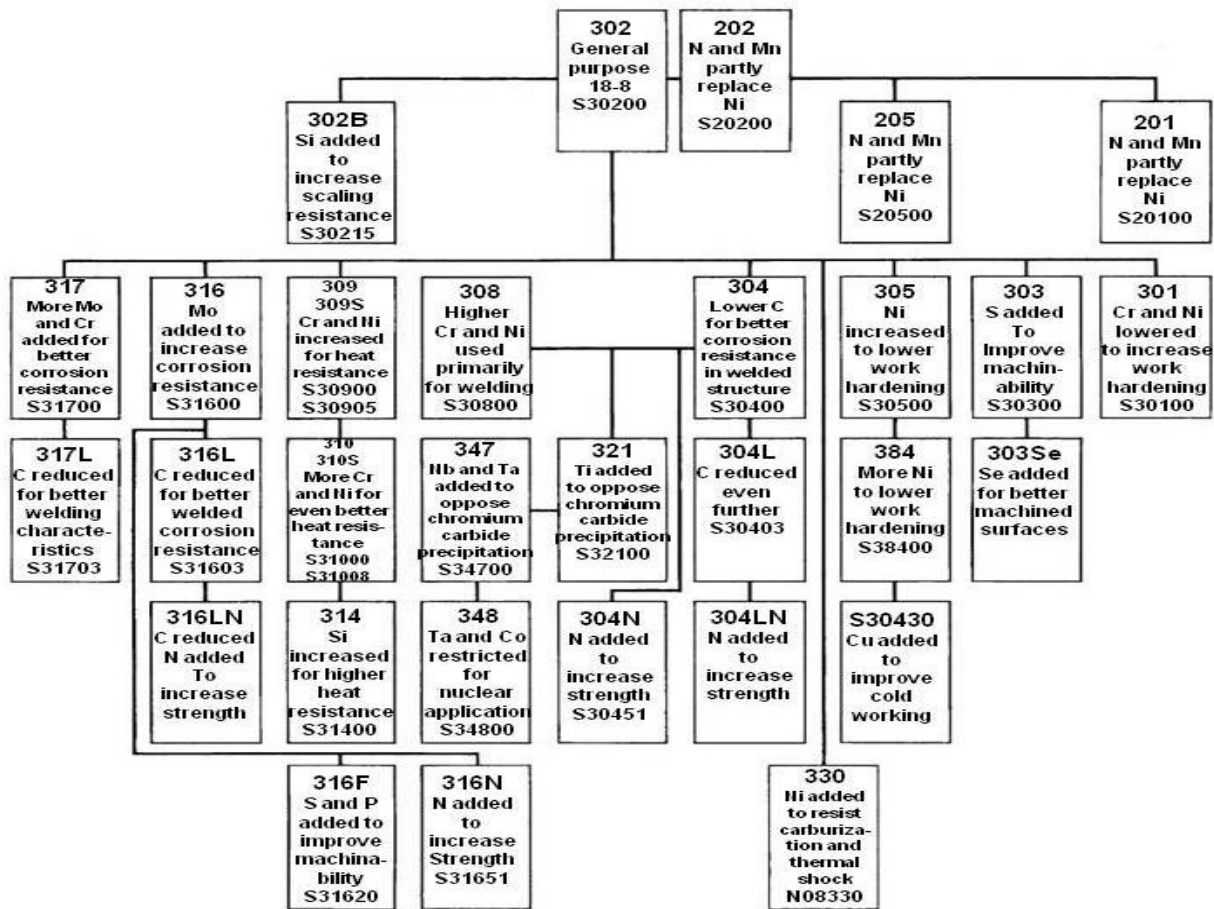 302
General
purpose
18-8
S30200
202
N and Mn
partly
replace
Ni
S20200
302B
Si added
to
increase
scaling
resistance
S30215
205
N and Mn
partly
replace
Ni
S20500
201
N and Mn
partly
replace
Ni
S20100
317
More Mo
and Cr
added for
better
corrosion
resistance
S31700
316
Mo
added to
increase
corrosion
resistance
S31600
309
309S
Cr and Ni
increased
for heat
resistance
S30900
S30905
308
Higher
Cr and Ni
used
primarily
for welding
S30800
304
Lower C
for better
corrosion
resistance
in welded
structure
S30400
305
Ni
increased
to lower
work
hardening
S30500
303
S added
To
Improve
machin-
ability
S30300
301
Cr and Ni
lowered
to increase
work
hardening
S30100
317L
C reduced
for better
welding
characte-
ristics
S31703
316L
C reduced
for better
welded
corrosion
resistance
S31603
310
310S
More Cr
and Ni for
even better
heat resis-
tance
S31000
S31008
347
Nb and Ta
added to
oppose
chromium
carbide
precipitation
S34700
321
Ti added
to oppose
chromium
carbide
precipitation
S32100
304L
C reduced
even
further
S30403
384
More Ni
to lower
work
hardening
S38400
303Se
Se added
for better
machined
surfaces
316LN
C reduced
N added
To
increase
strength
314
Si
increased
for higher
heat
resistance
S31400
348
Ta and Co
restricted
for
nuclear
application
S34800
304N
N added
to
increase
strength
S30451
304LN
N added
to
increase
strength
S30430
Cu added
to
improve
cold
working
316F
S and P
added to
improve
machina-
bility
S31620
316N
N added
to
increase
Strength
S31651
330
Ni added
to resist
carburiza-
tion and
thermal
shock
N08330